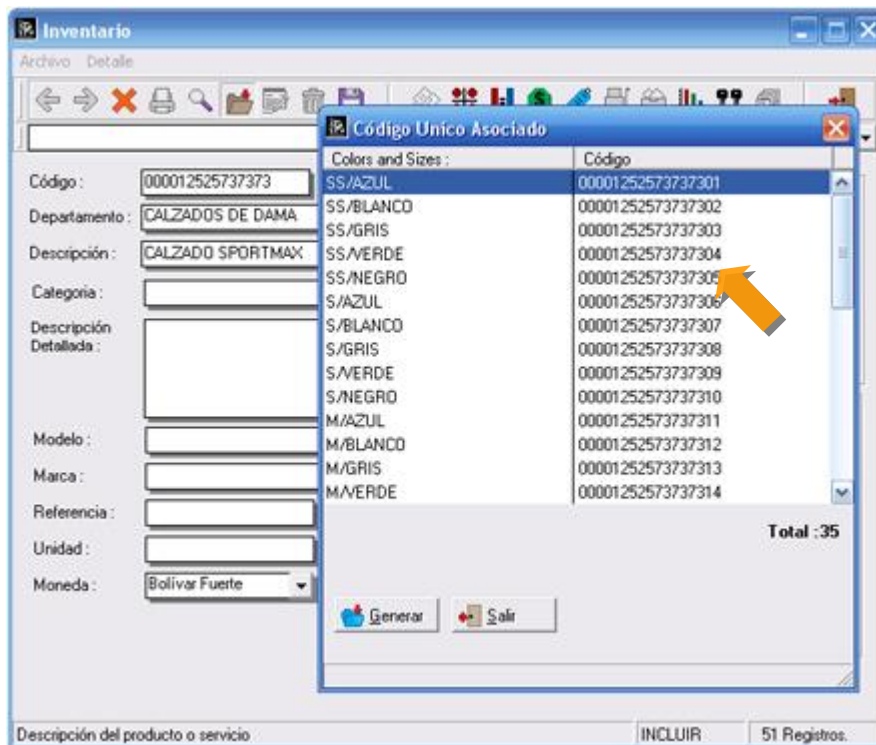 Inventario
Archivo Detalle
Código :
000012525737373
Departamento :
CALZADOS DE DAMA
Descripción :
CALZADO SPORTMAX
Categoria :
Descripción
Detallada :
Modelo :
Marca :
Referencia :
Unidad :
Moneda :
Bolívar Fuerte
Código Unico Asociado
Colors and Sizes : Código
SS/AZUL 00001252573737301
SS/BLANCO 00001252573737302
SS/GRIS 00001252573737303
SS/VERDE 00001252573737304
SS/NEGRO 00001252573737305
S/AZUL 00001252573737306
S/BLANCO 00001252573737307
S/GRIS 00001252573737308
S/VERDE 00001252573737309
S/NEGRO 00001252573737310
M/AZUL 00001252573737311
M/BLANCO 00001252573737312
M/GRIS 00001252573737313
M/VERDE 00001252573737314
Total :35
Generar
Salir
Descripción del producto o servicio
INCLUIR
51 Registros.